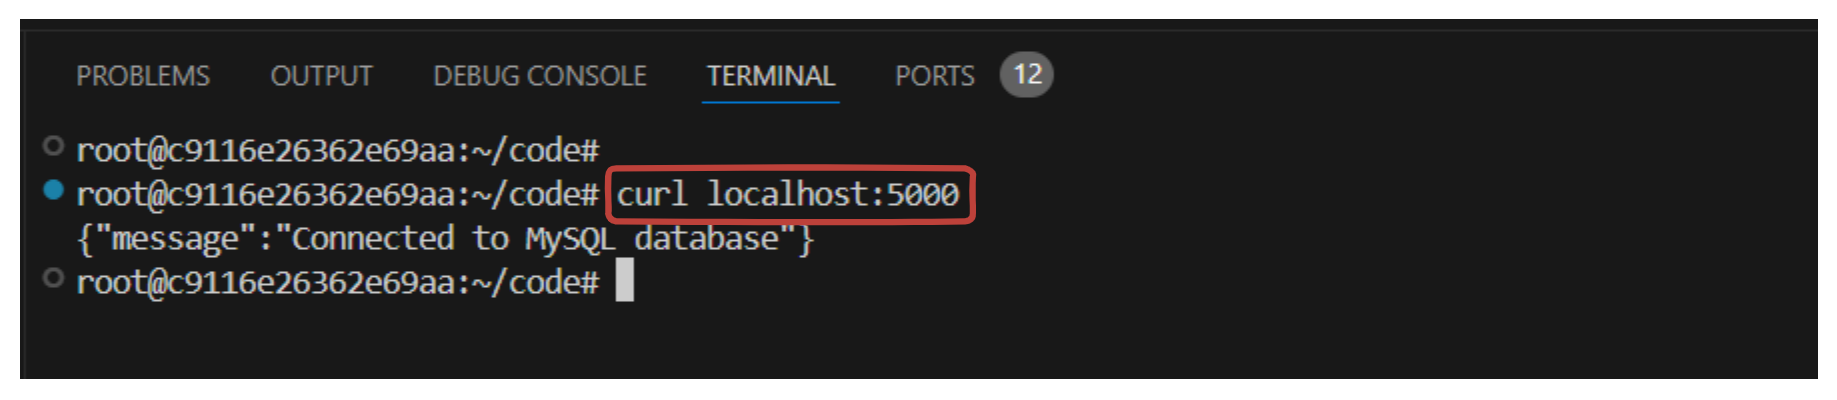 PROBLEMS OUTPUT DEBUG CONSOLE TERMINAL PORTS 12
root@c9116e26362e69aa:~/code#
root@c9116e26362e69aa:~/code# curl localhost:5000
{"message":"Connected to MySQL database"}
root@c9116e26362e69aa:~/code#